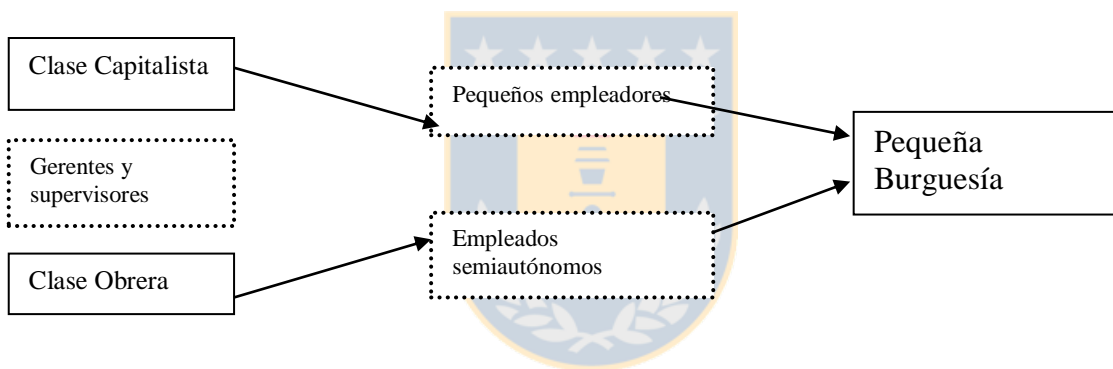 Clase Capitalista
Gerentes y
supervisores
Clase Obrera
Pequeños empleadores
Empleados
semiautónomos
Pequeña
Burguesía